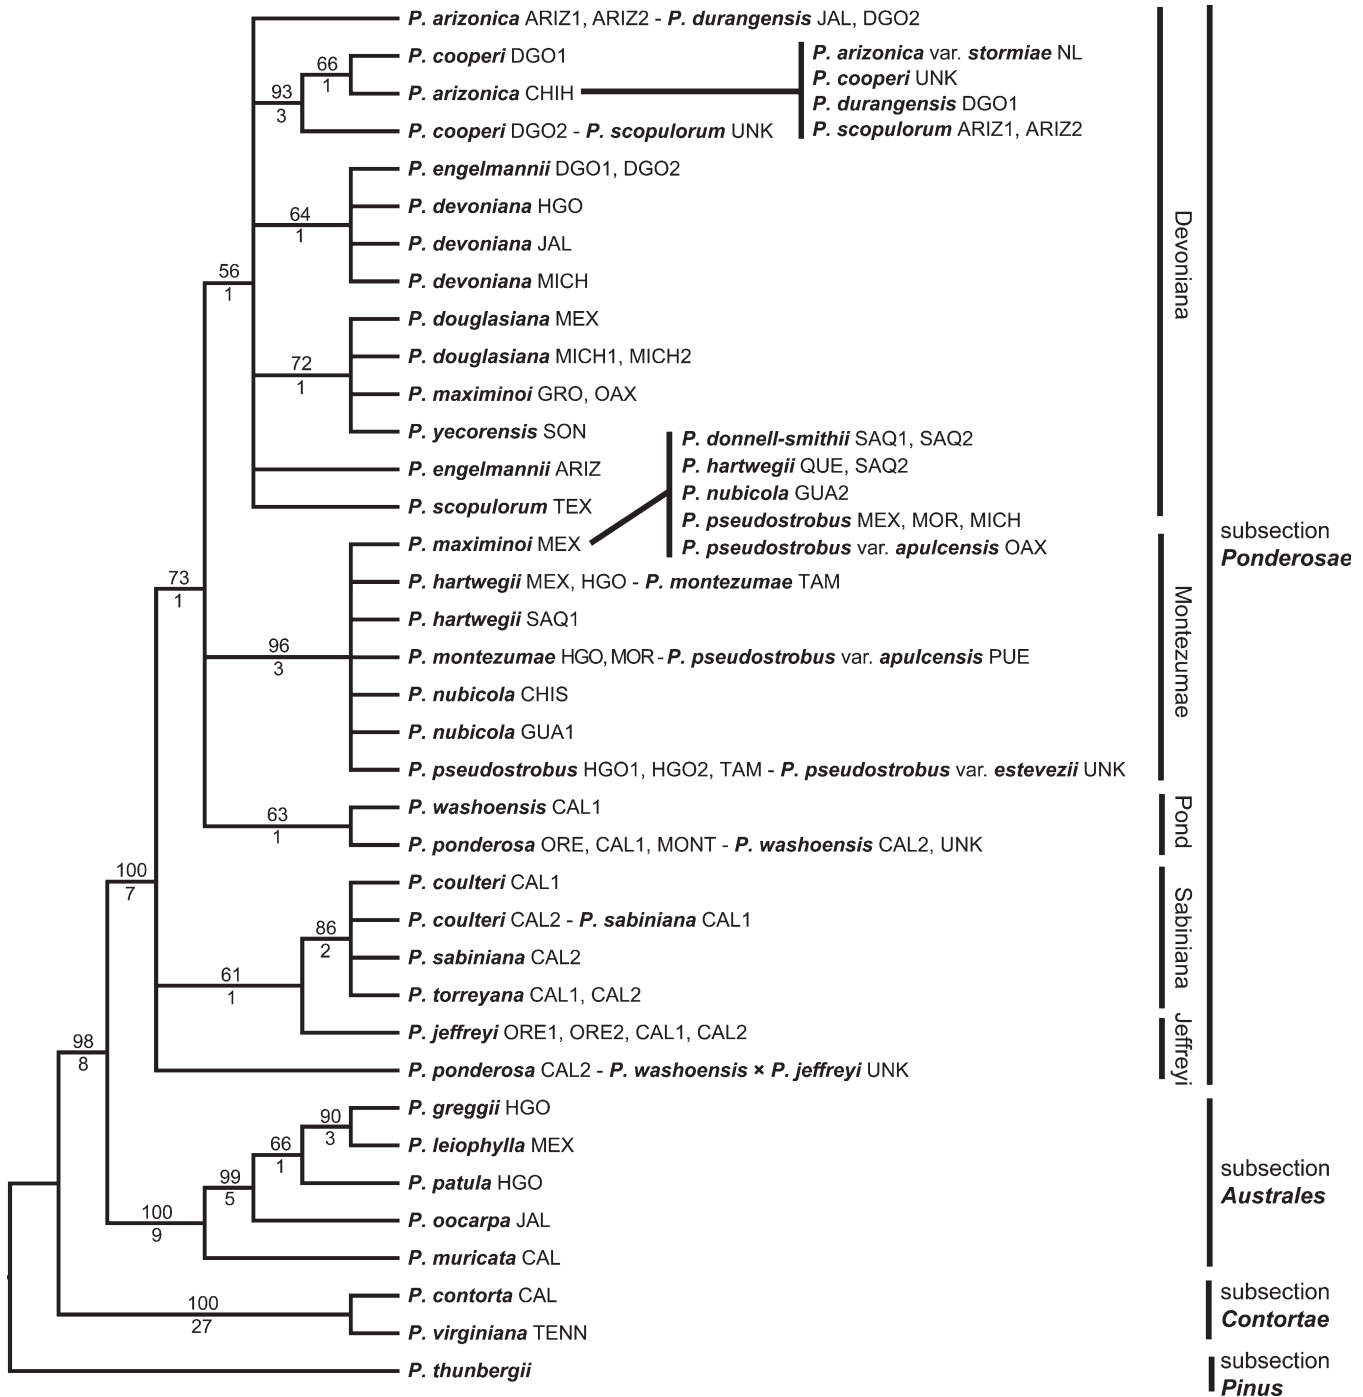 P. arizonica ARIZ1, ARIZ2 - P. durangensis JAL, DGO2
P. cooperi DGO1
66
1
P. arizonica CHIH
P. arizonica var. stormiae NL
P. cooperi UNK
P. durangensis DGO1
P. scopulorum ARIZ1, ARIZ2
93
3
P. cooperi DGO2 - P. scopulorum UNK
P. engelmannii DGO1, DGO2
P. devoniana HGO
64
1
P. devoniana JAL
P. devoniana MICH
56
1
P. douglasiana MEX
P. douglasiana MICH1, MICH2
72
1
P. maximinoi GRO, OAX
P. yecorensis SON
P. engelmannii ARIZ
P. scopulorum TEX
Devoniana
P. maximinoi MEX
P. donnell-smithii SAQ1, SAQ2
P. hartwegii QUE, SAQ2
P. nubicola GUA2
P. pseudostrobus MEX, MOR, MICH
P. pseudostrobus var. apulcensis OAX
subsection
Ponderosae
73
1
P. hartwegii MEX, HGO - P. montezumae TAM
P. hartwegii SAQ1
96
3
P. montezumae HGO, MOR - P. pseudostrobus var. apulcensis PUE
P. nubicola CHIS
P. nubicola GUA1
P. pseudostrobus HGO1, HGO2, TAM - P. pseudostrobus var. estevezii UNK
Montezumae
P. washoensis CAL1
63
1
P. ponderosa ORE, CAL1, MONT - P. washoensis CAL2, UNK
Pond
100
7
P. coulteri CAL1
P. coulteri CAL2 - P. sabiniana CAL1
86
2
P. sabiniana CAL2
P. torreyana CAL1, CAL2
Sabiniana
61
1
P. jeffreyi ORE1, ORE2, CAL1, CAL2
P. ponderosa CAL2 - P. washoensis × P. jeffreyi UNK
Jeffreyi
98
8
P. greggii HGO
90
3
P. leiophylla MEX
66
1
P. patula HGO
99
5
P. oocarpa JAL
100
9
P. muricata CAL
subsection
Australes
P. contorta CAL
100
27
P. virginiana TENN
subsection
Contortae
P. thunbergii
subsection
Pinus